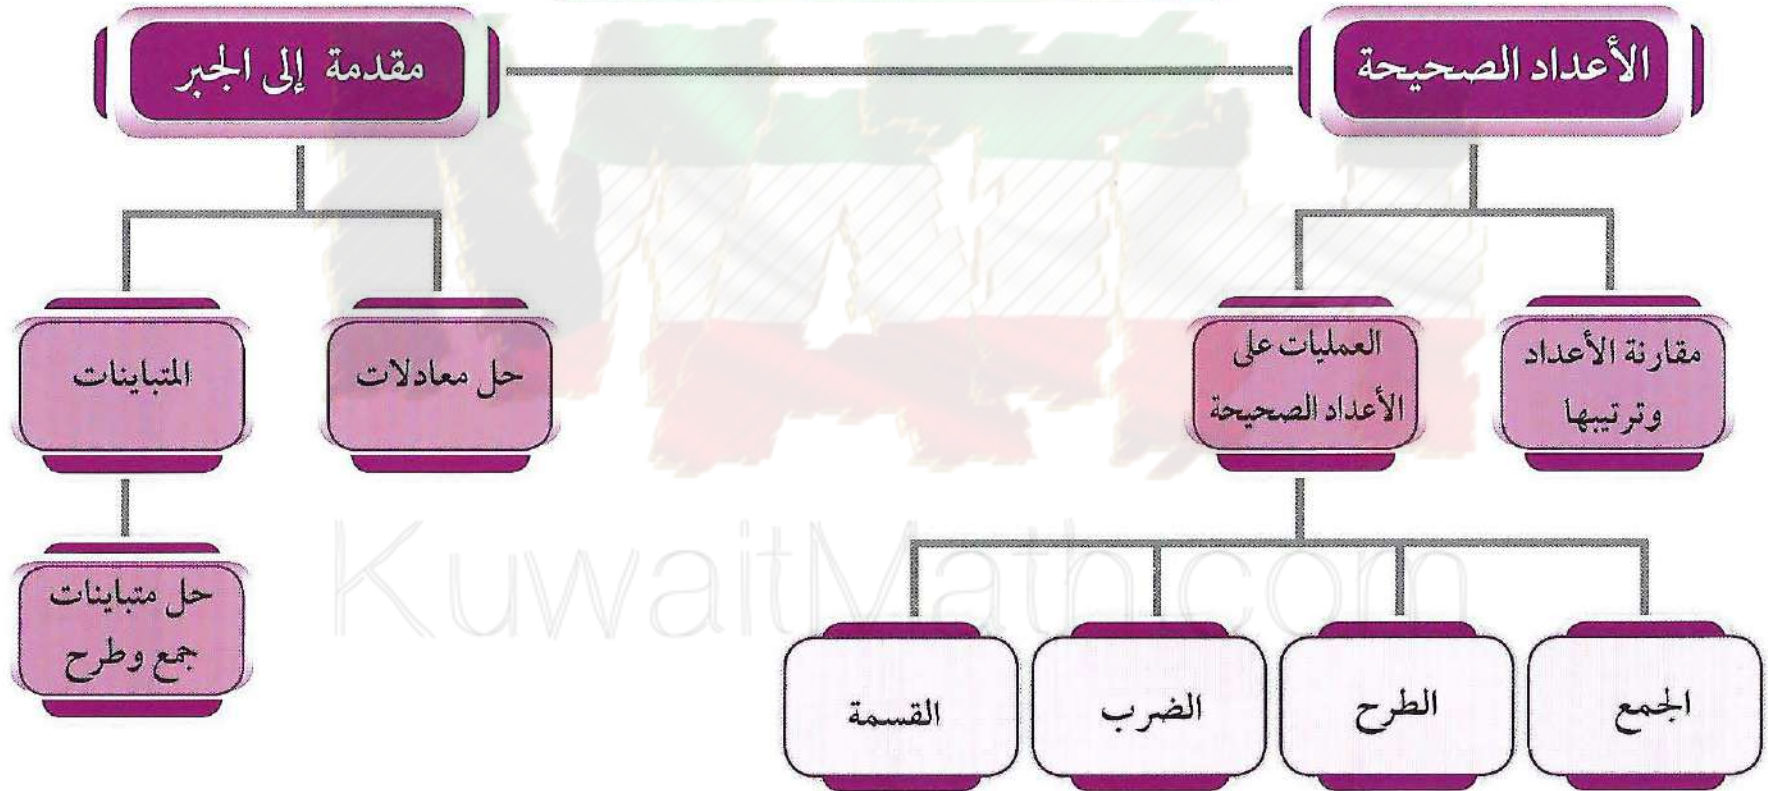 الأعداد الصحيحة
مقدمة إلى الجبر
مقارنة الأعداد
وترتيبها
العمليات على
الأعداد الصحيحة
حل معادلات
المتباينات
الجمع
الطرح
الضرب
القسمة
حل متباينات
جمع وطرح
KuwaitMath.com